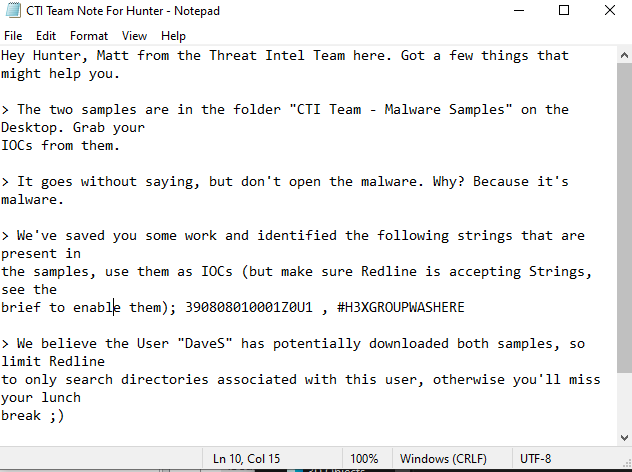 CTI Team Note For Hunter - Notepad
File Edit Format View Help
Hey Hunter, Matt from the Threat Intel Team here. Got a few things that
might help you.
> The two samples are in the folder "CTI Team - Malware Samples" on the
Desktop. Grab your
IOCs from them.
> It goes without saying, but don't open the malware. Why? Because it's
malware.
> We've saved you some work and identified the following strings that are
present in
the samples, use them as IOCs (but make sure Redline is accepting Strings,
see the
brief to enable them); 390808010001Z0U1 , #H3XGROUPWASHERE
> We believe the User "DaveS" has potentially downloaded both samples, so
limit Redline
to only search directories associated with this user, otherwise you'll miss
your lunch
break ;)
Ln 10, Col 15 100% Windows (CRLF) UTF-8